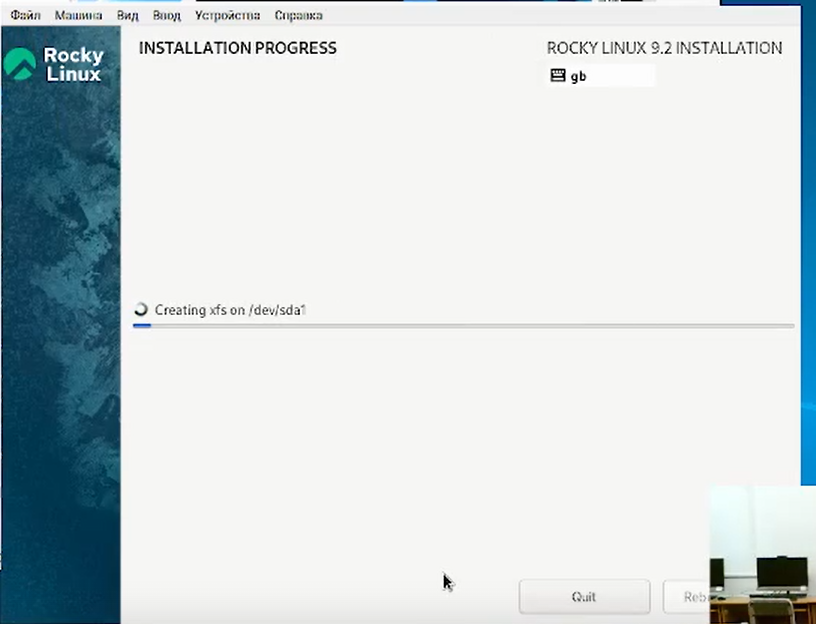 Файл Машина Вид Ввод Устройства Справка
Rocky
Linux
INSTALLATION PROGRESS
ROCKY LINUX 9.2 INSTALLATION
gb
Creating xfs on /dev/sda1
Quit